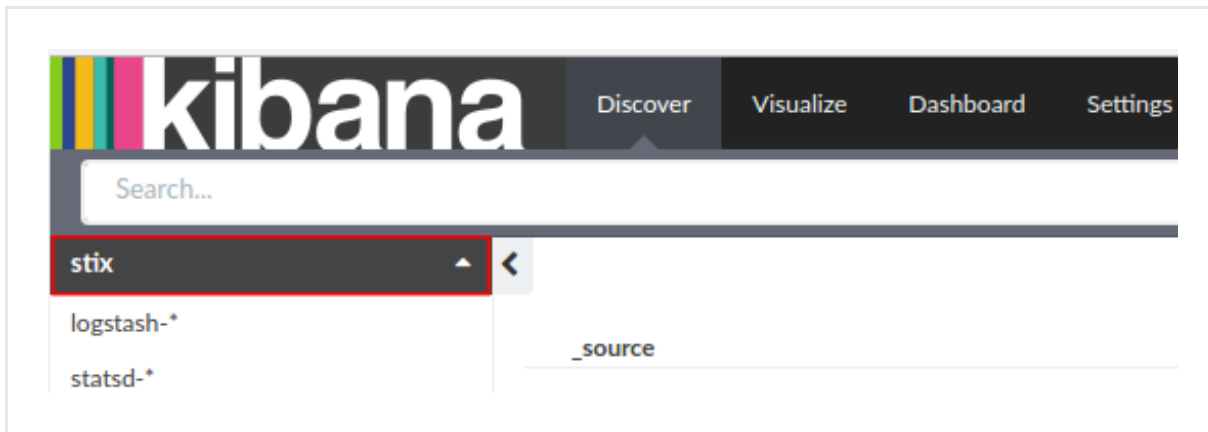 kibana Discover Visualize Dashboard Settings
Search...
stix
logstash-*
_source
statsd-*